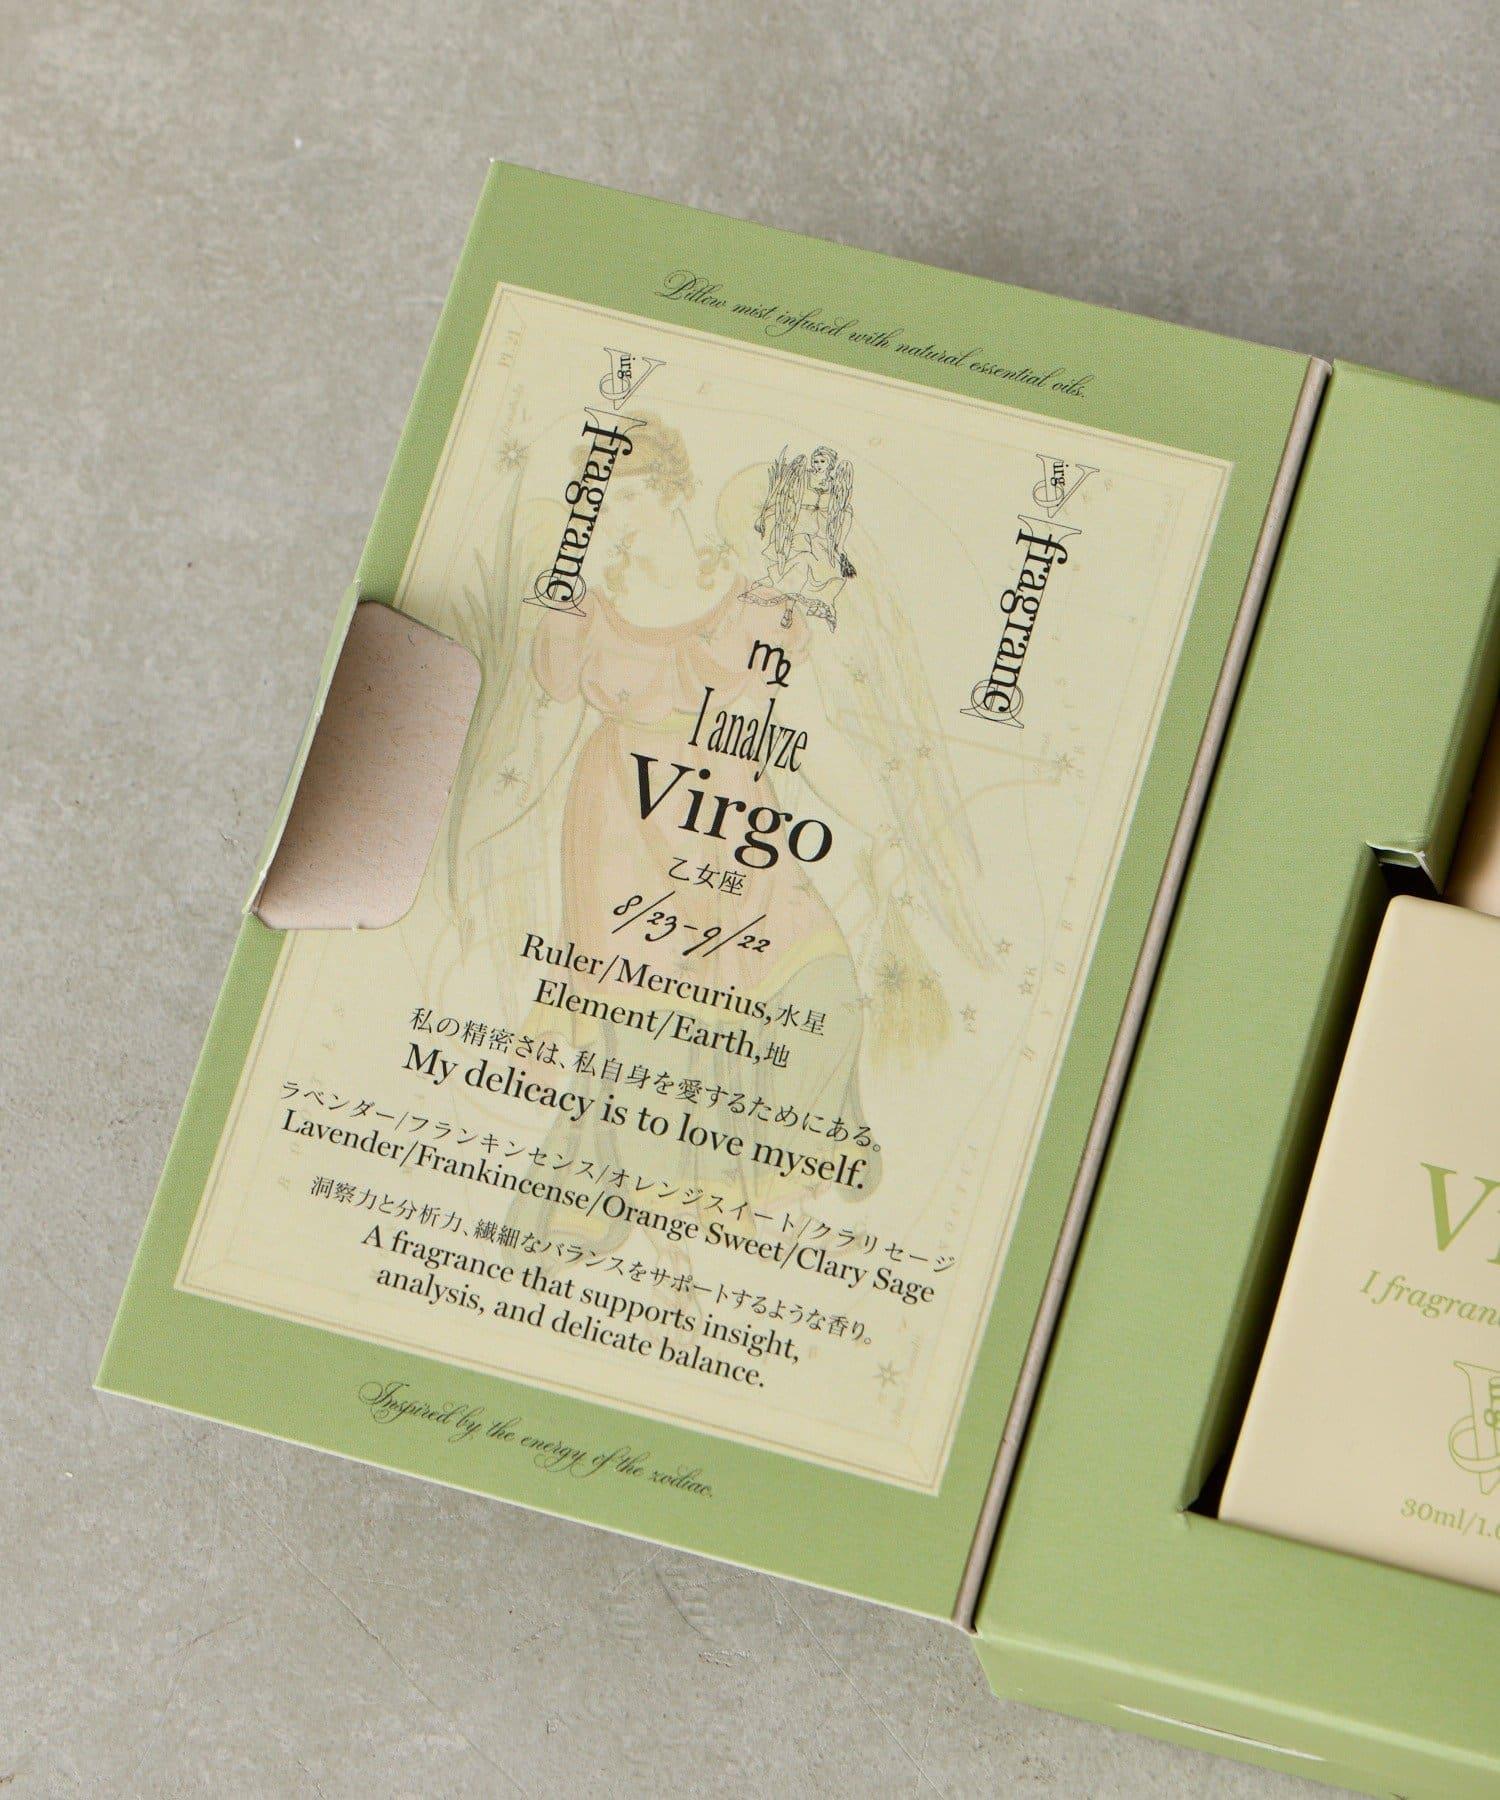 Pillow mist infused with natural essential oils.
Virgo
fragrance
Virgo
fragrance
♍
I analyze
Virgo
乙女座
8/23-9/22
Ruler/Mercurius,水星
Element/Earth,地
私の精密さは、私自身を愛するためにある。
My delicacy is to love myself.
ラベンダー/フランキンセンス/オレンジスイート/クラリセージ
Lavender/Frankincense/Orange Sweet/Clary Sage
洞察力と分析力、繊細なバランスをサポートするような香り。
A fragrance that supports insight,
analysis, and delicate balance.
Inspired by the energy of the zodiac.
I fragran
30ml/1.0